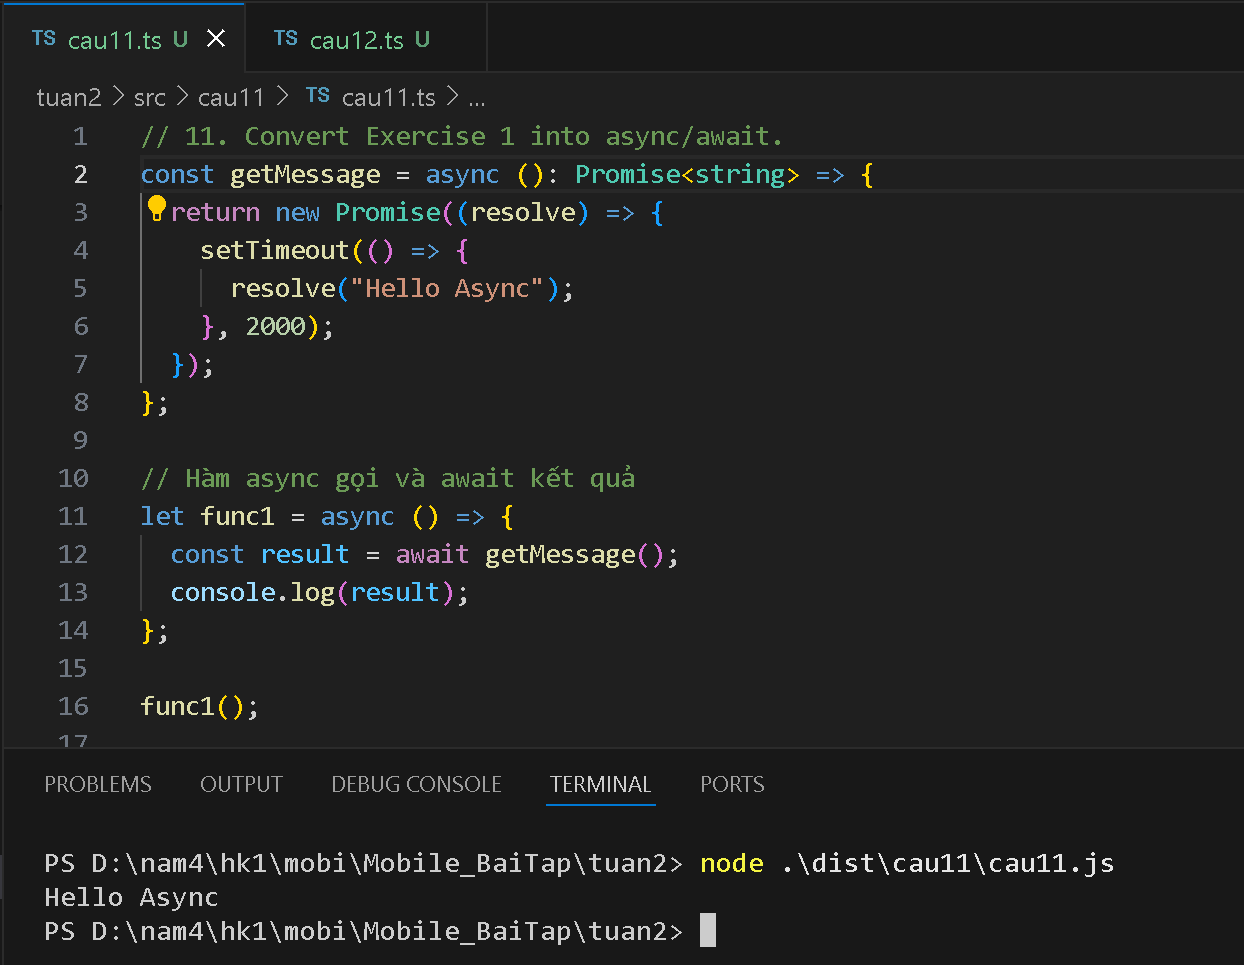 TS cau11.ts U × TS cau12.ts U
tuan2 > src > cau11 > TS cau11.ts > ...
1 // 11. Convert Exercise 1 into async/await.
2 const getMessage = async (): Promise<string> => {
3 return new Promise((resolve) => {
4 setTimeout(() => {
5 resolve("Hello Async");
6 }, 2000);
7 });
8 };
9
10 // Hàm async gọi và await kết quả
11 let func1 = async () => {
12 const result = await getMessage();
13 console.log(result);
14 };
15
16 func1();
17
PROBLEMS OUTPUT DEBUG CONSOLE TERMINAL PORTS
PS D:\nam4\hk1\mobi\Mobile_BaiTap\tuan2> node .\dist\cau11\cau11.js
Hello Async
PS D:\nam4\hk1\mobi\Mobile_BaiTap\tuan2>